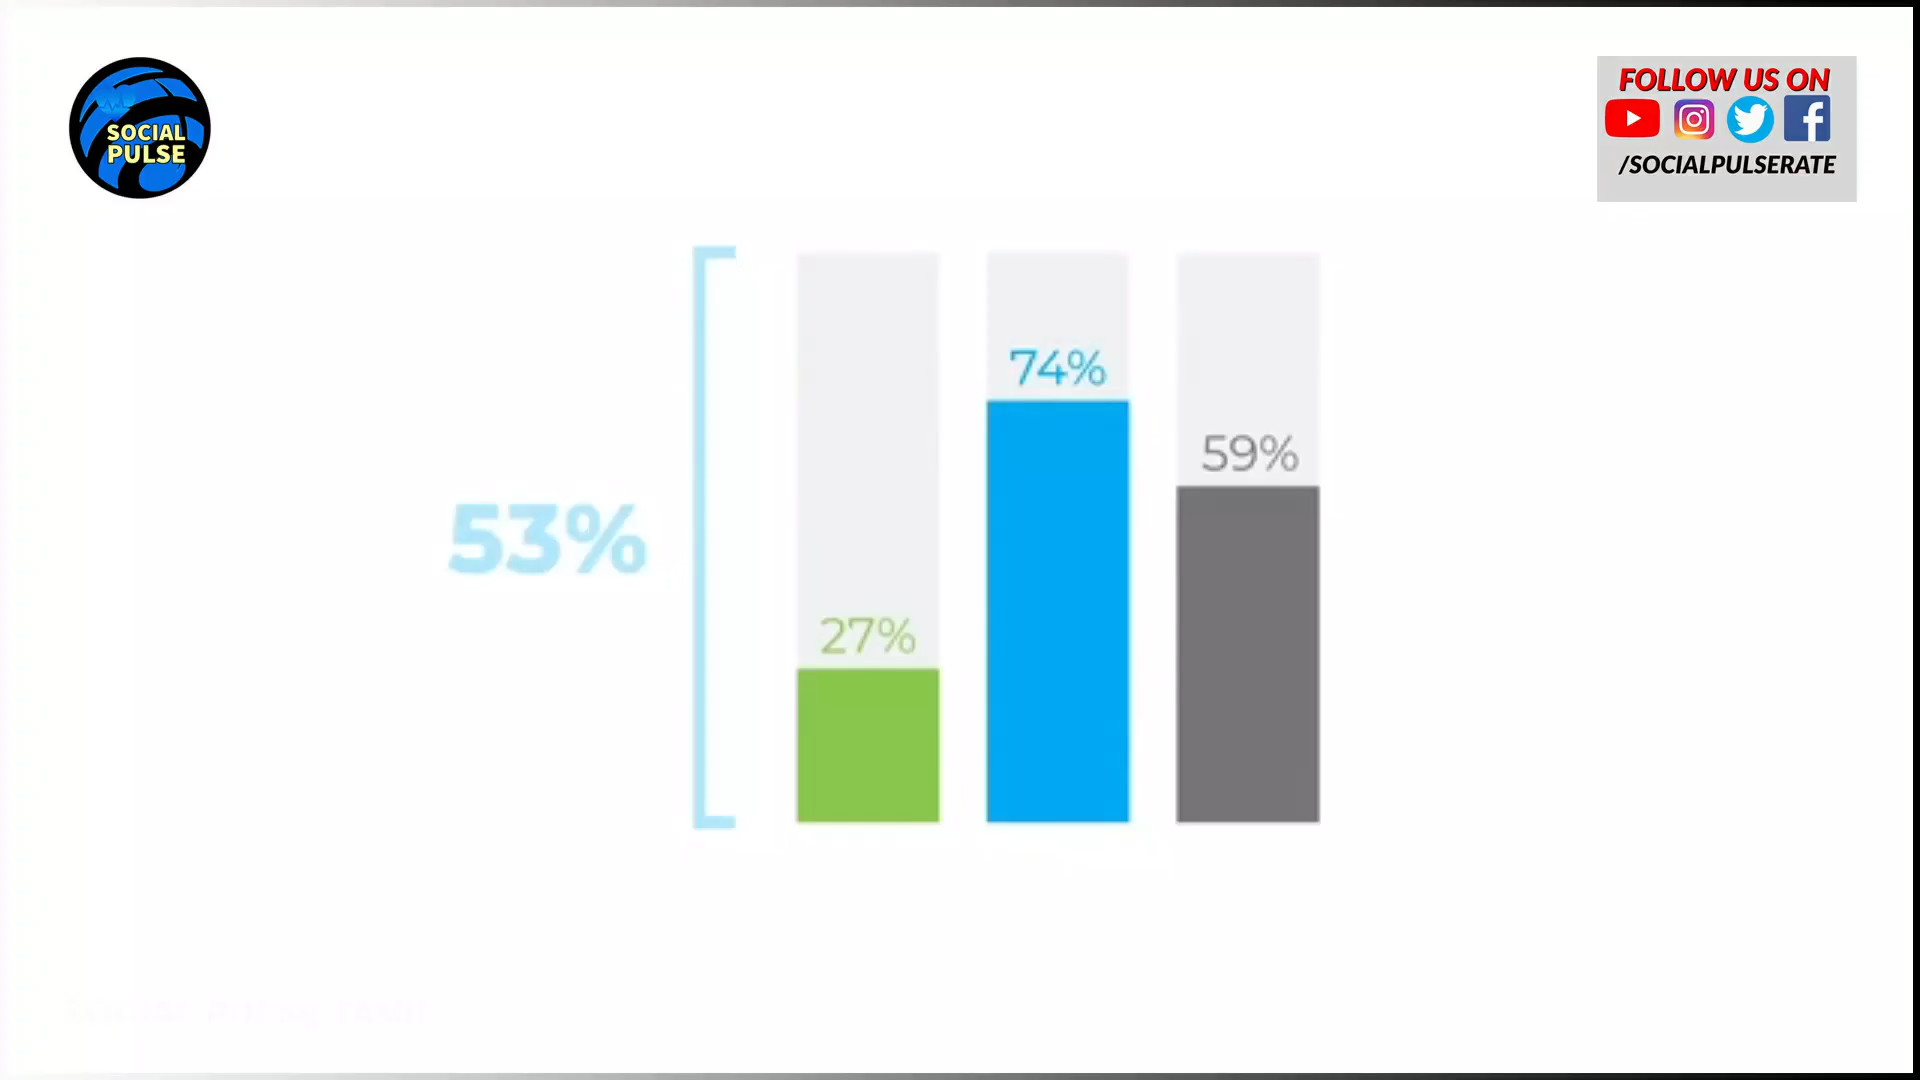 SOCIAL
PULSE
FOLLOW US ON
/SOCIALPULSERATE
74%
59%
53%
27%